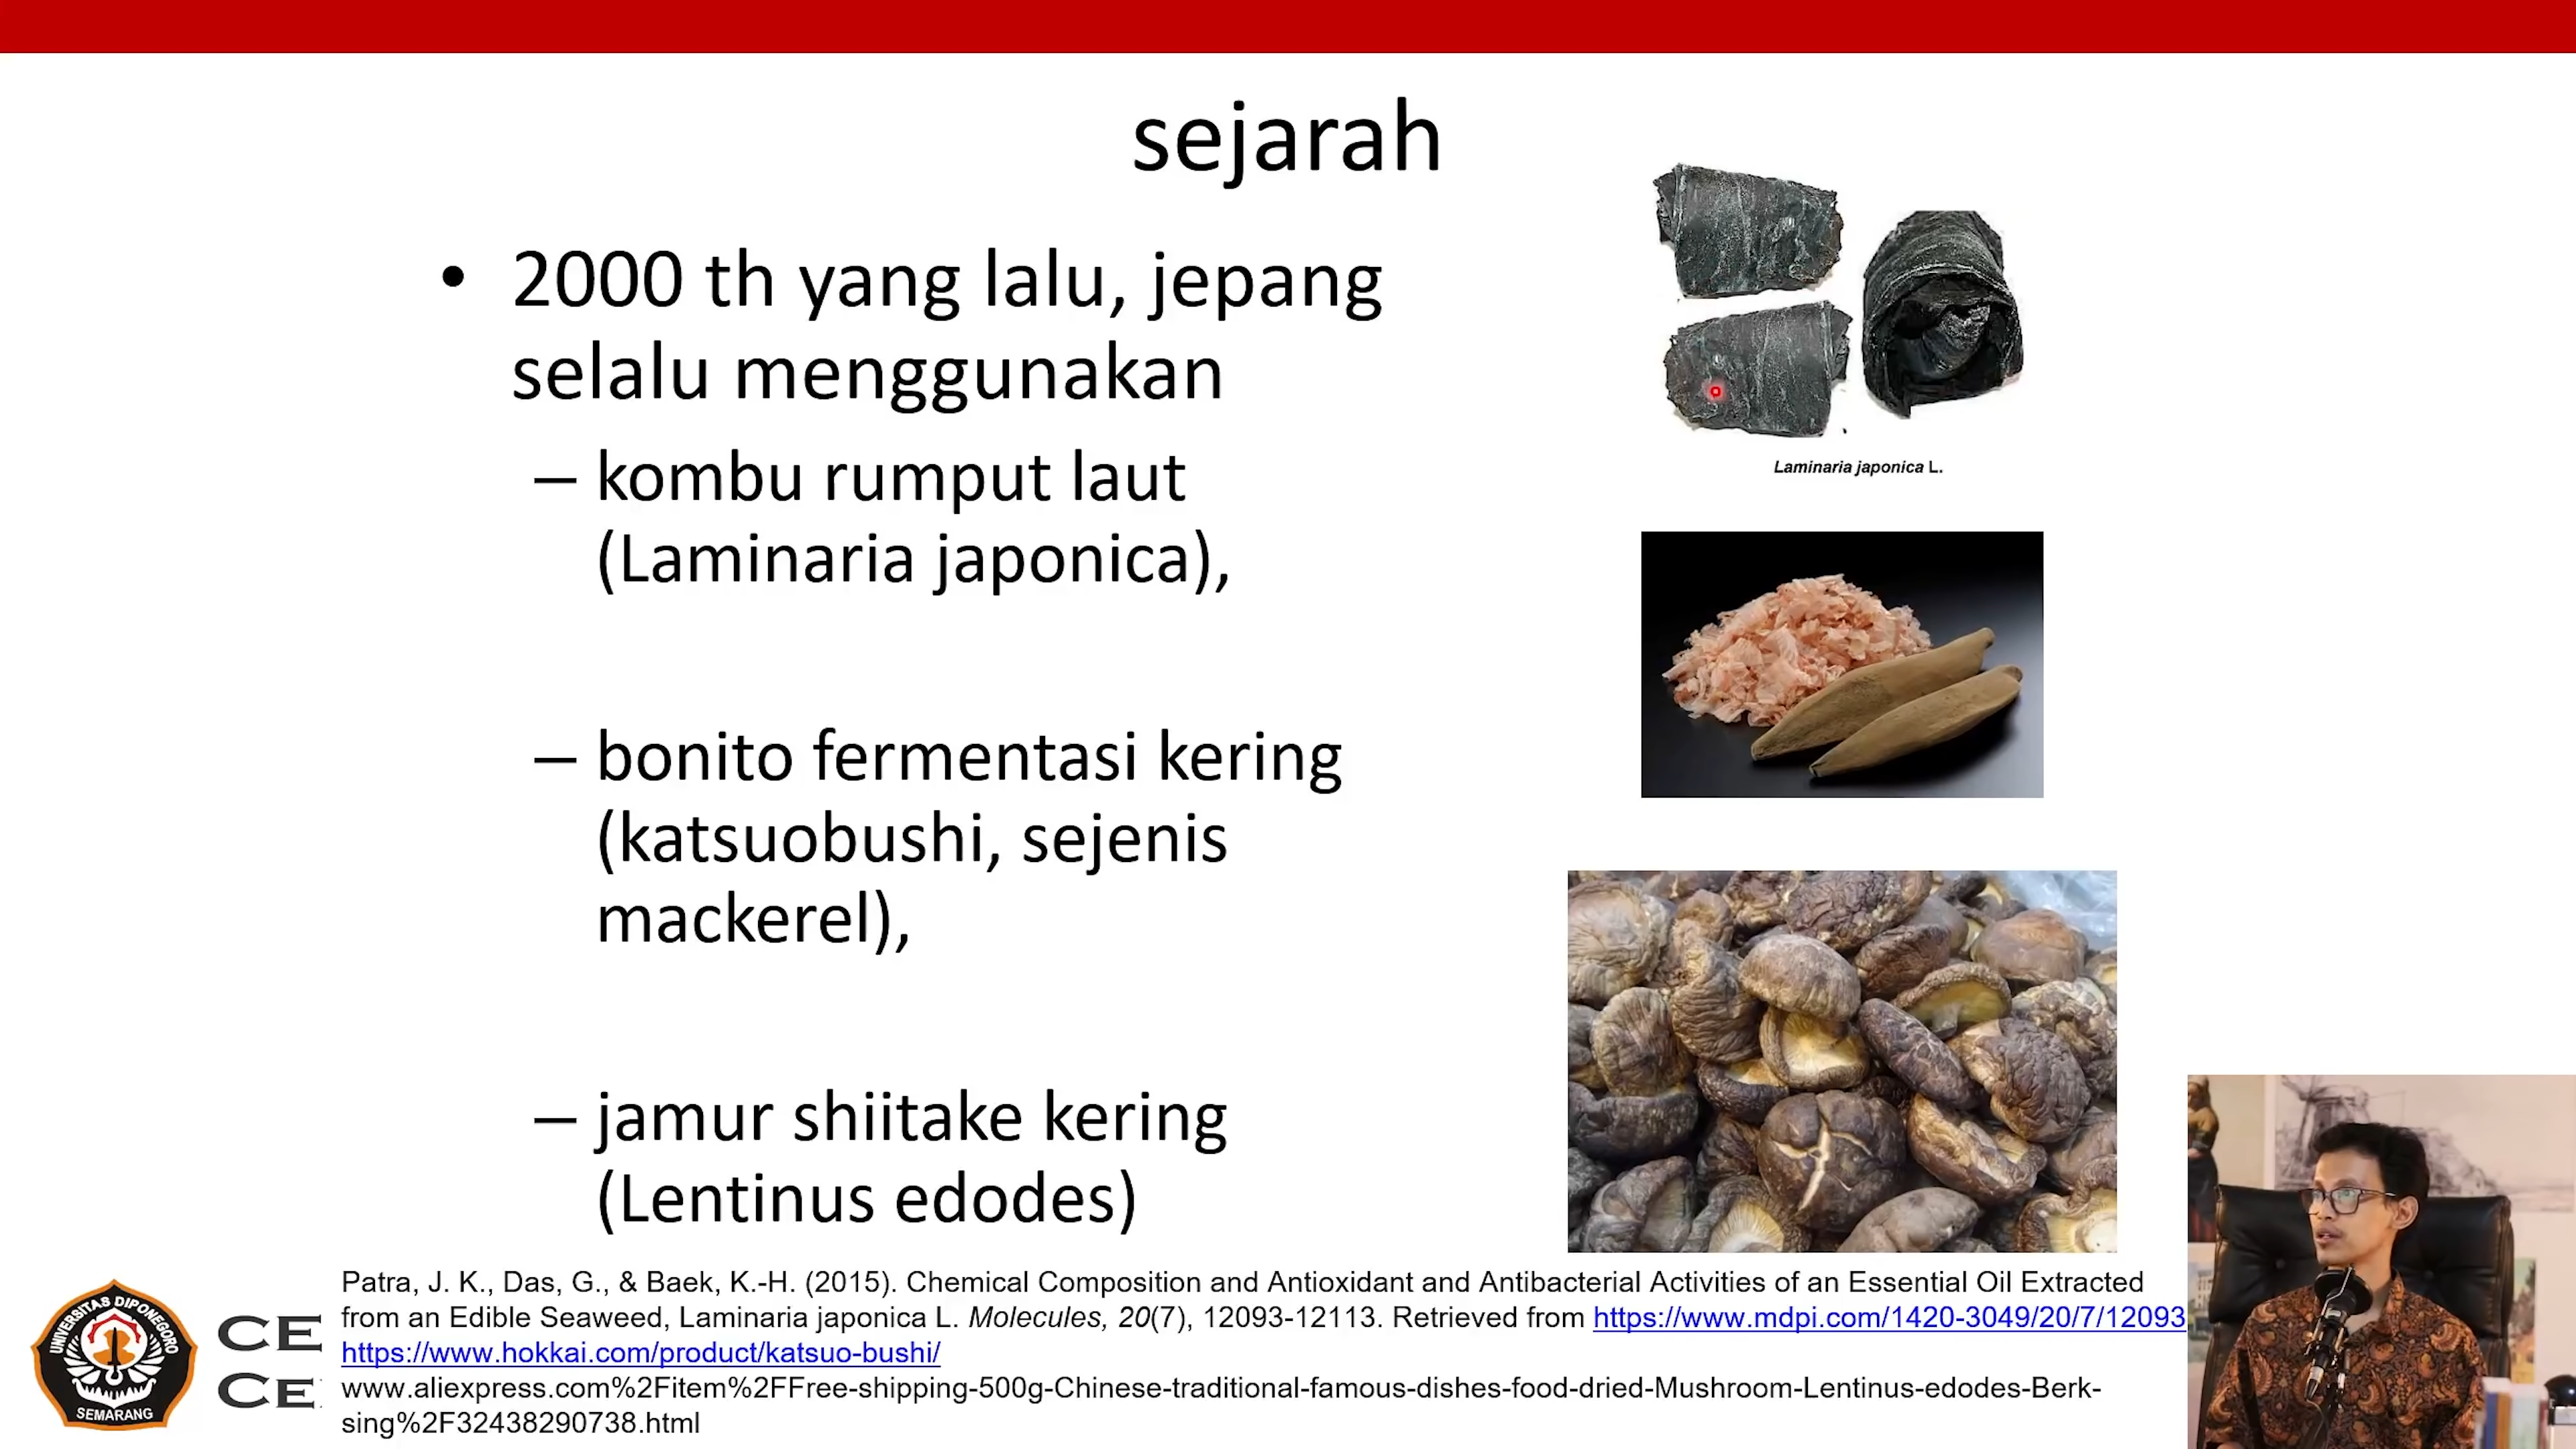 sejarah
• 2000 th yang lalu, jepang
selalu menggunakan
– kombu rumput laut
(Laminaria japonica),
– bonito fermentasi kering
(katsuobushi, sejenis
mackerel),
– jamur shiitake kering
(Lentinus edodes)
Laminaria japonica L.
Patra, J. K., Das, G., & Baek, K.-H. (2015). Chemical Composition and Antioxidant and Antibacterial Activities of an Essential Oil Extracted
from an Edible Seaweed, Laminaria japonica L. Molecules, 20(7), 12093-12113. Retrieved from https://www.mdpi.com/1420-3049/20/7/12093
https://www.hokkai.com/product/katsuo-bushi/
www.aliexpress.com%2Fitem%2FFree-shipping-500g-Chinese-traditional-famous-dishes-food-dried-Mushroom-Lentinus-edodes-Berk-
sing%2F32438290738.html
UNIVERSITAS DIPONEGORO
SEMARANG
CE
CE